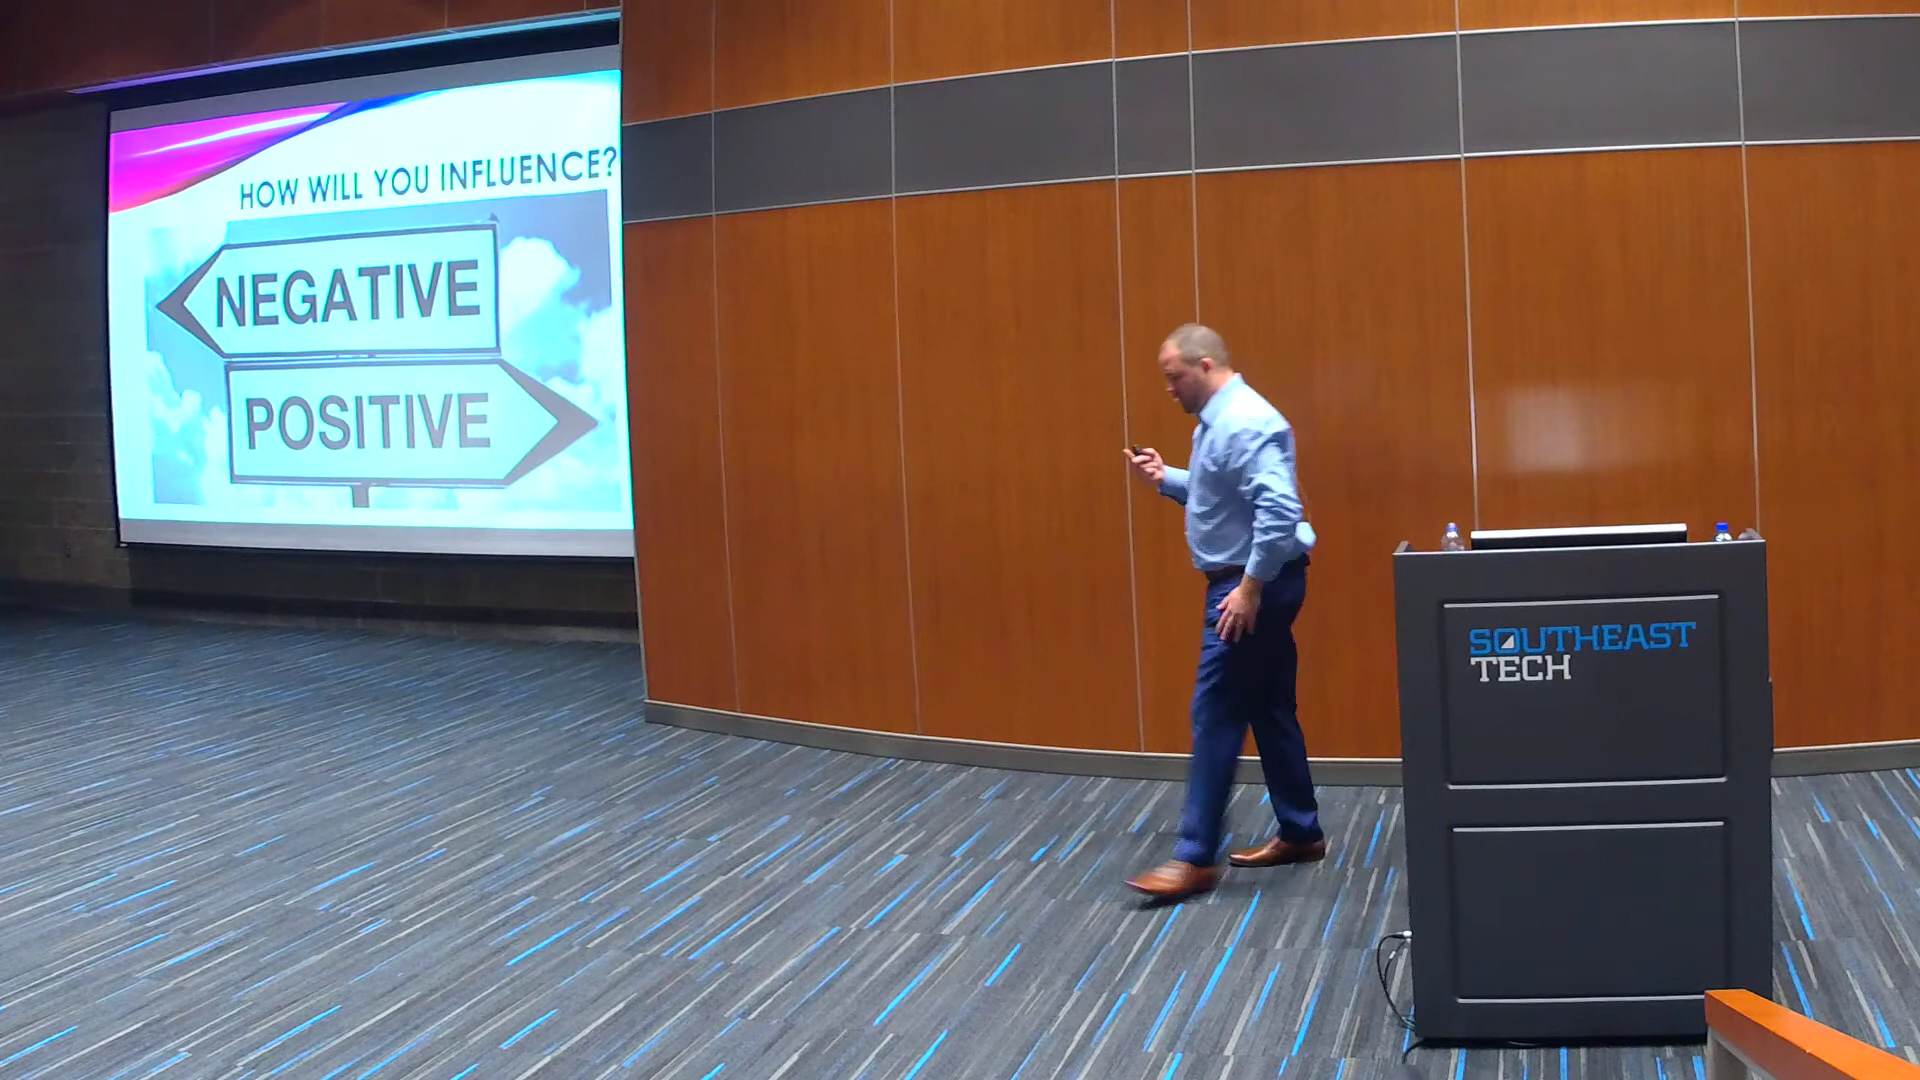 HOW WILL YOU INFLUENCE?
NEGATIVE
POSITIVE
SOUTHEAST
TECH